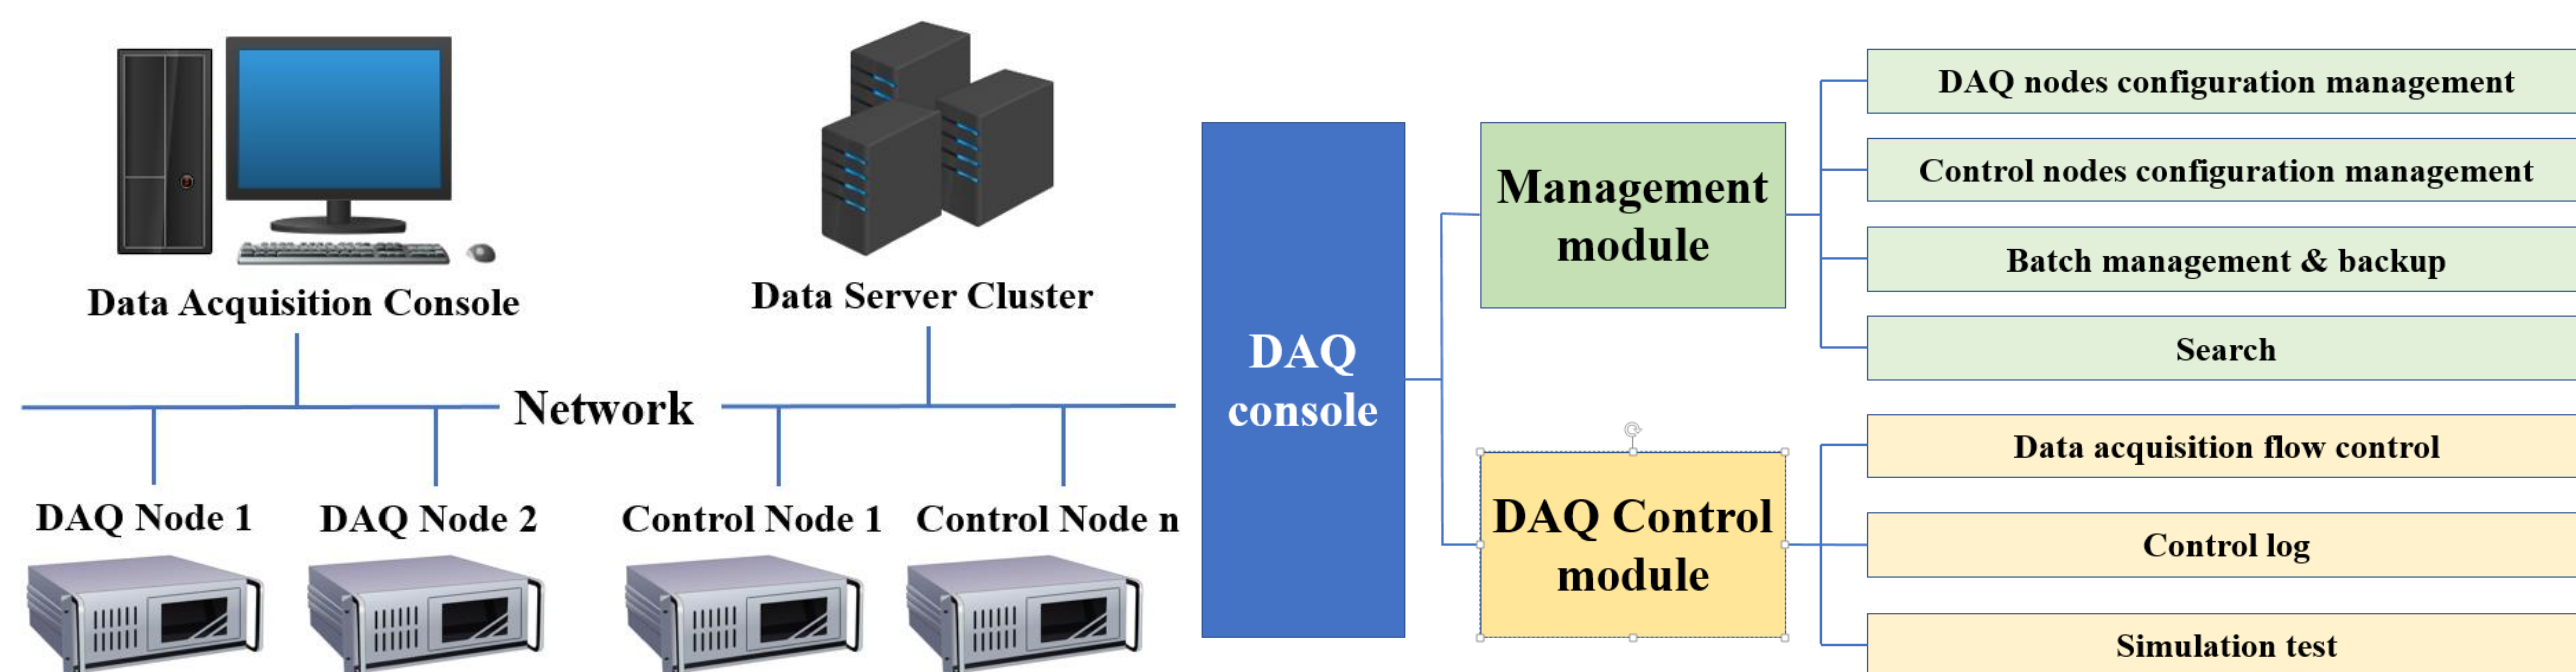 Data Acquisition Console
Data Server Cluster
Network
DAQ Node 1
DAQ Node 2
Control Node 1
Control Node n
DAQ
console
Management
module
DAQ nodes configuration management
Control nodes configuration management
Batch management & backup
Search
DAQ Control
module
Data acquisition flow control
Control log
Simulation test